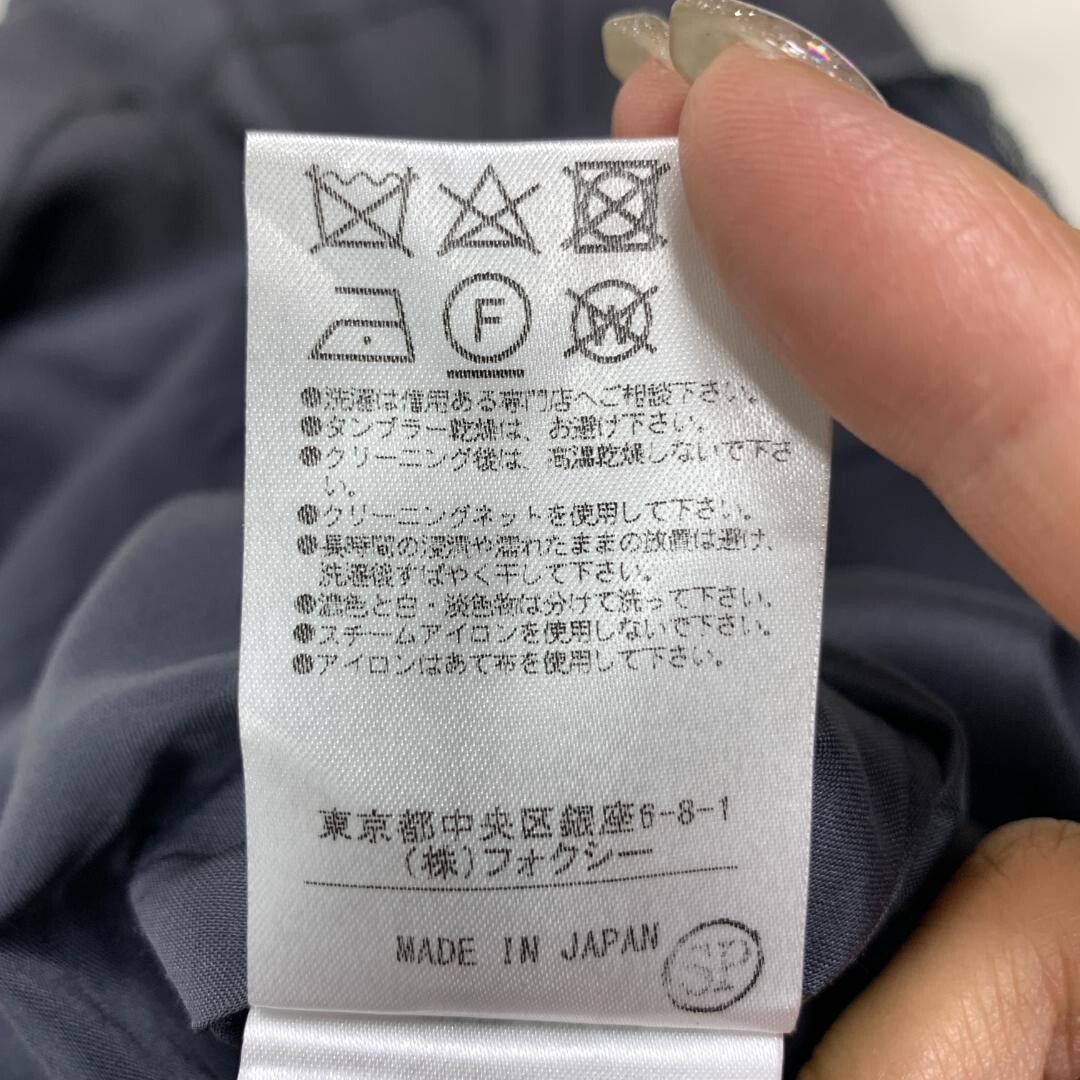 F
W
●洗濯は信用ある専門店へご相談下さい。
●タンブラー乾燥は、お避け下さい。
●クリーニング後は、高温乾燥しないで下さ
い。
●クリーニングネットを使用して下さい。
●長時間の浸漬や濡れたままの放置は避け、
洗濯後すばやく干して下さい。
●濃色と白・淡色物は分けて洗って下さい。
●スチームアイロンを使用しないで下さい。
●アイロンはあて布を使用して下さい。
東京都中央区銀座6-8-1
(株)フォクシー
MADE IN JAPAN
SP